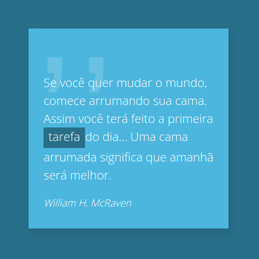 Se você quer mudar o mundo,
comece arrumando sua cama.
Assim você terá feito a primeira
tarefa do dia... Uma cama
arrumada significa que amanhã
será melhor.
William H. McRaven